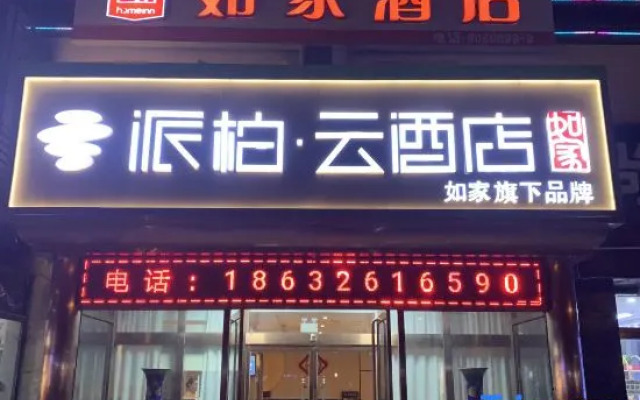 homeinn
如家酒店
派柏·云酒店
如家
如家旗下品牌
电话:18632616590